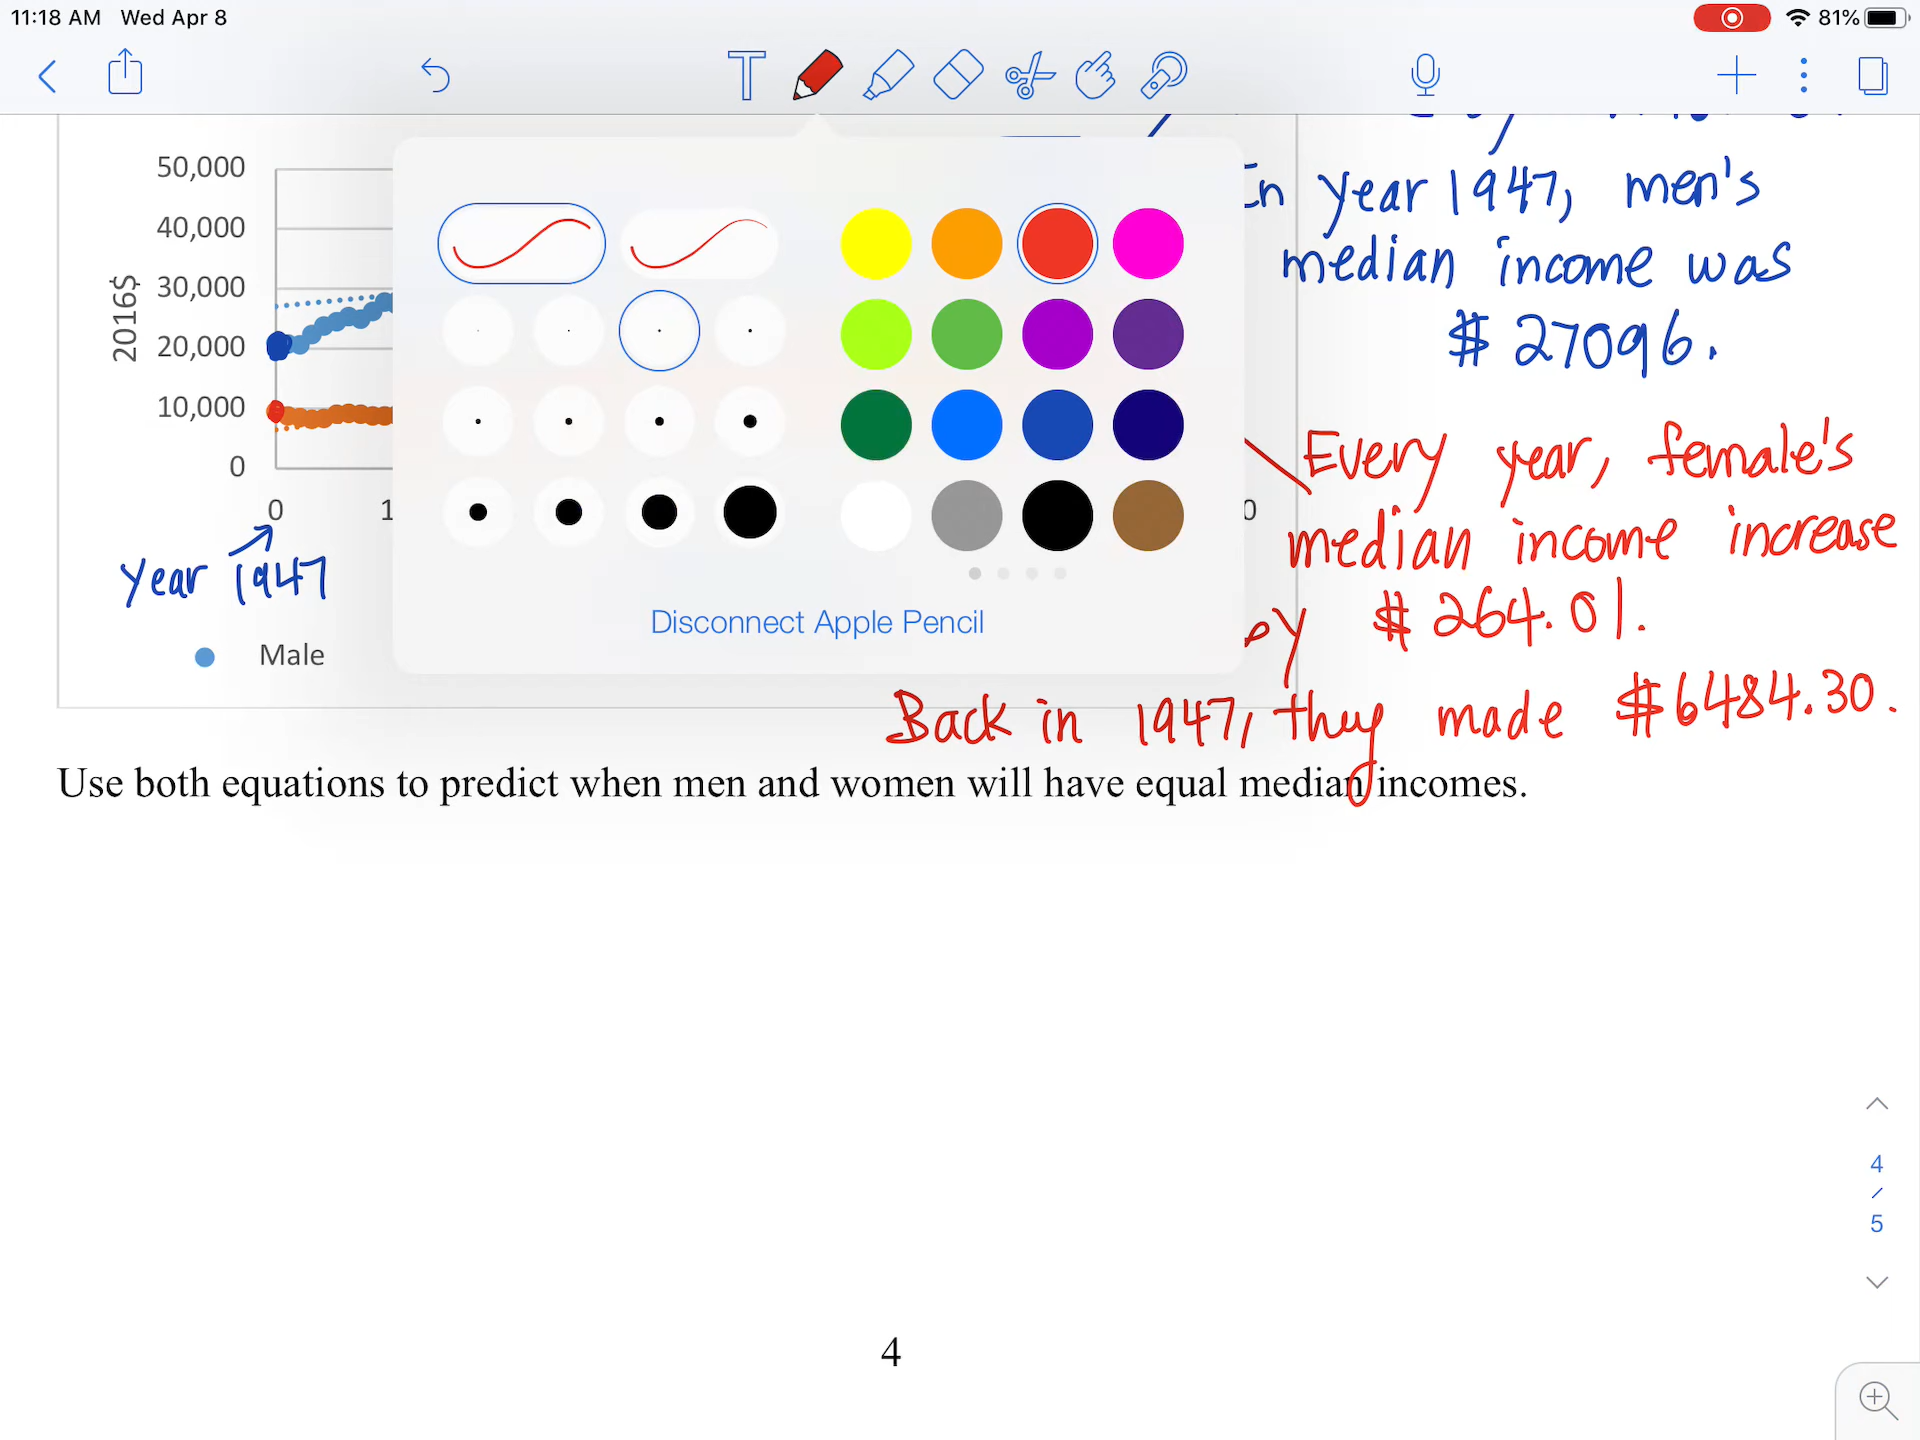 11:18 AM Wed Apr 8
81%
T
50,000
40,000
30,000
20,000
10,000
0
2016$
0
1
0
Year 1947
Male
In year 1947, men's
median income was
$ 27096.
Every year, female's
median income increase
by $ 264.01.
Back in 1947, they made $6484.30.
Disconnect Apple Pencil
Use both equations to predict when men and women will have equal median incomes.
4
/
5
4